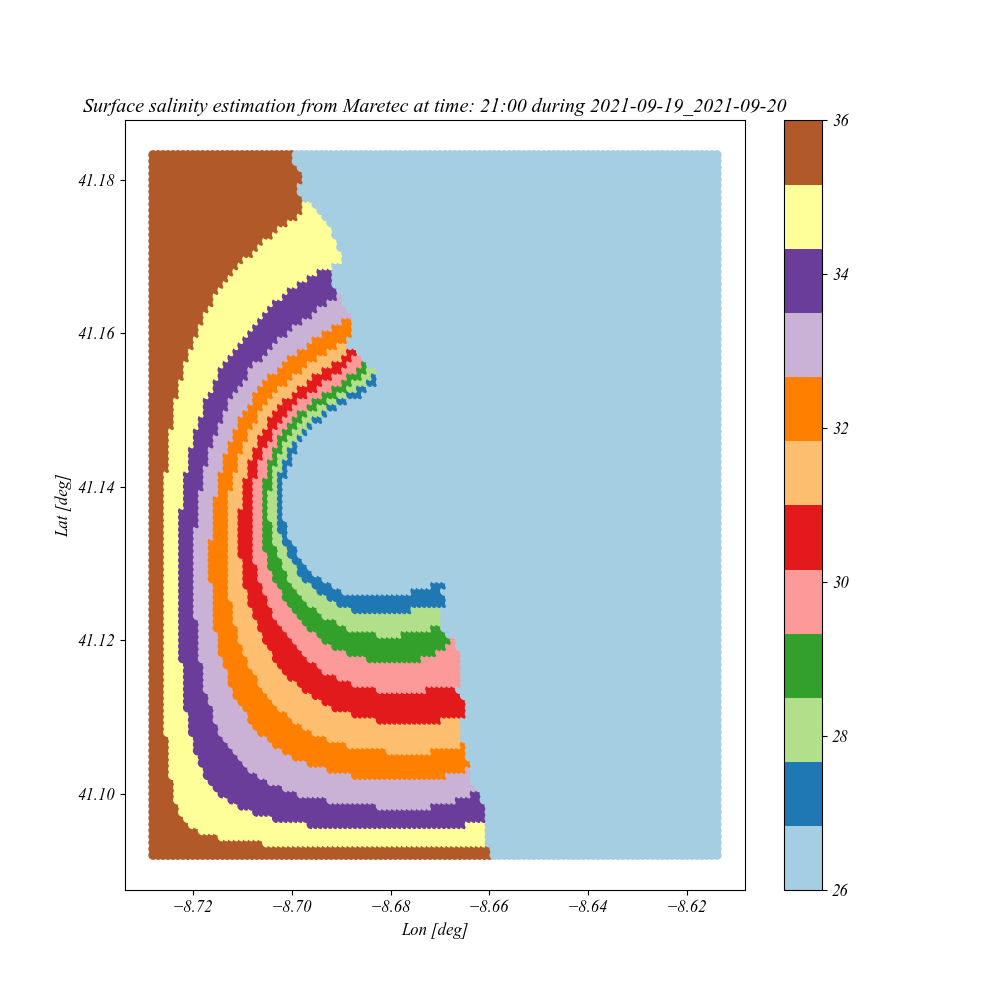 Surface salinity estimation from Maretec at time: 21:00 during 2021-09-19_2021-09-20
41.18
41.16
41.14
41.12
41.10
Lat [deg]
−8.72 −8.70 −8.68 −8.66 −8.64 −8.62
Lon [deg]
36
34
32
30
28
26